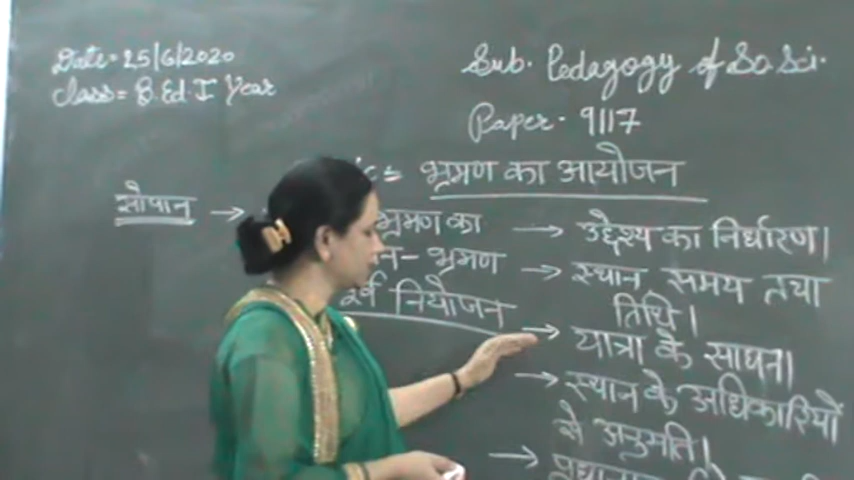 Date = 25/6/2020
Class = B.Ed. I Year
Sub. Pedagogy of So. Sci.
Paper - 9117
भ्रमण का आयोजन
सोपान →
भ्रमण का
भ्रमण
नियोजन
→ उद्देश्य का निर्धारण।
→ स्थान, समय तथा
तिथि।
→ यात्रा के साधन।
→ स्थान के अधिकारियों
से अनुमति।
→